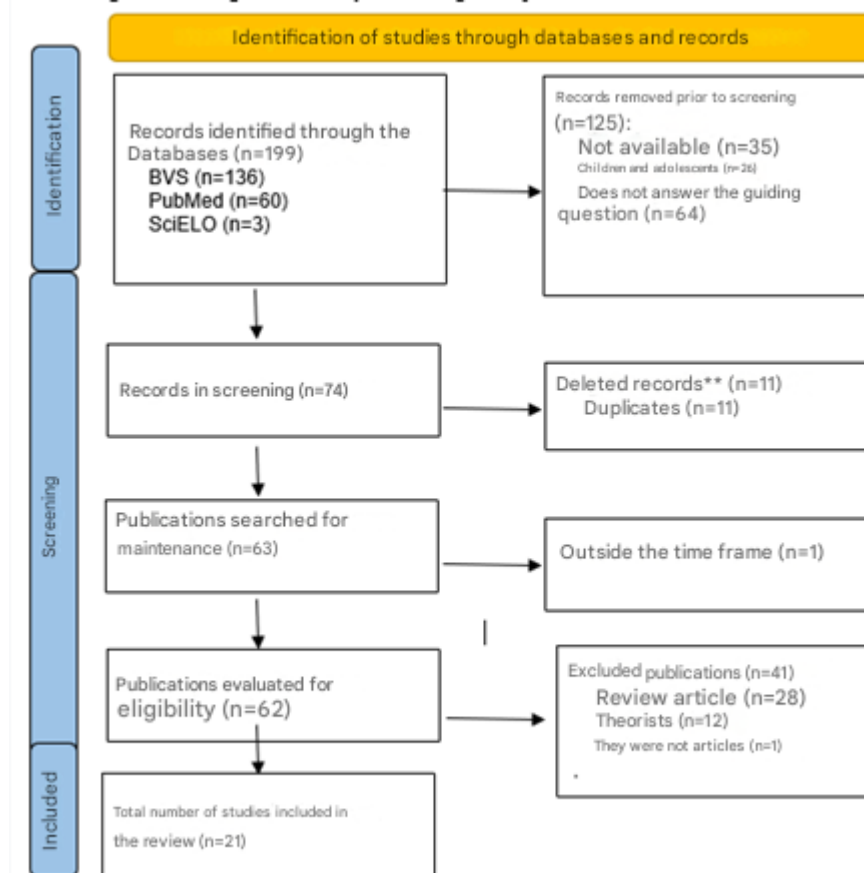 Identification of studies through databases and records
Identification
Records identified through the
Databases (n=199)
BVS (n=136)
PubMed (n=60)
SciELO (n=3)
Records removed prior to screening
(n=125):
Not available (n=35)
Children and adolescents (n=26)
Does not answer the guiding
question (n=64)
Screening
Records in screening (n=74)
Deleted records** (n=11)
Duplicates (n=11)
Publications searched for
maintenance (n=63)
Outside the time frame (n=1)
Publications evaluated for
eligibility (n=62)
Excluded publications (n=41)
Review article (n=28)
Theorists (n=12)
They were not articles (n=1)
Included
Total number of studies included in
the review (n=21)